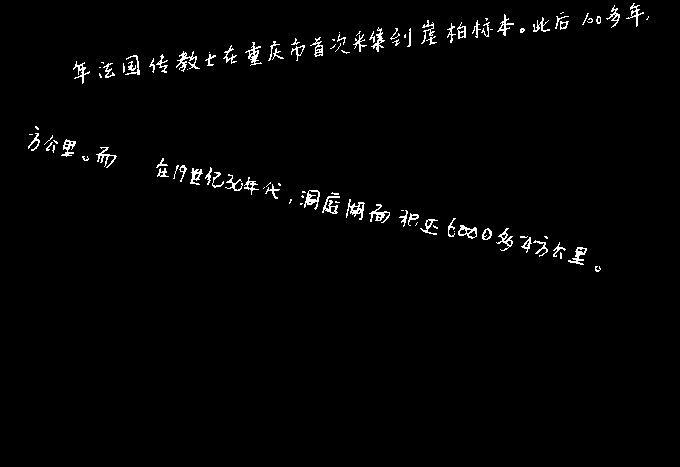 年法国传教士在重庆市首次采集到崖柏标本。此后100多年,
方公里。而
在19世纪30年代,洞庭湖面积达6000多平方公里。